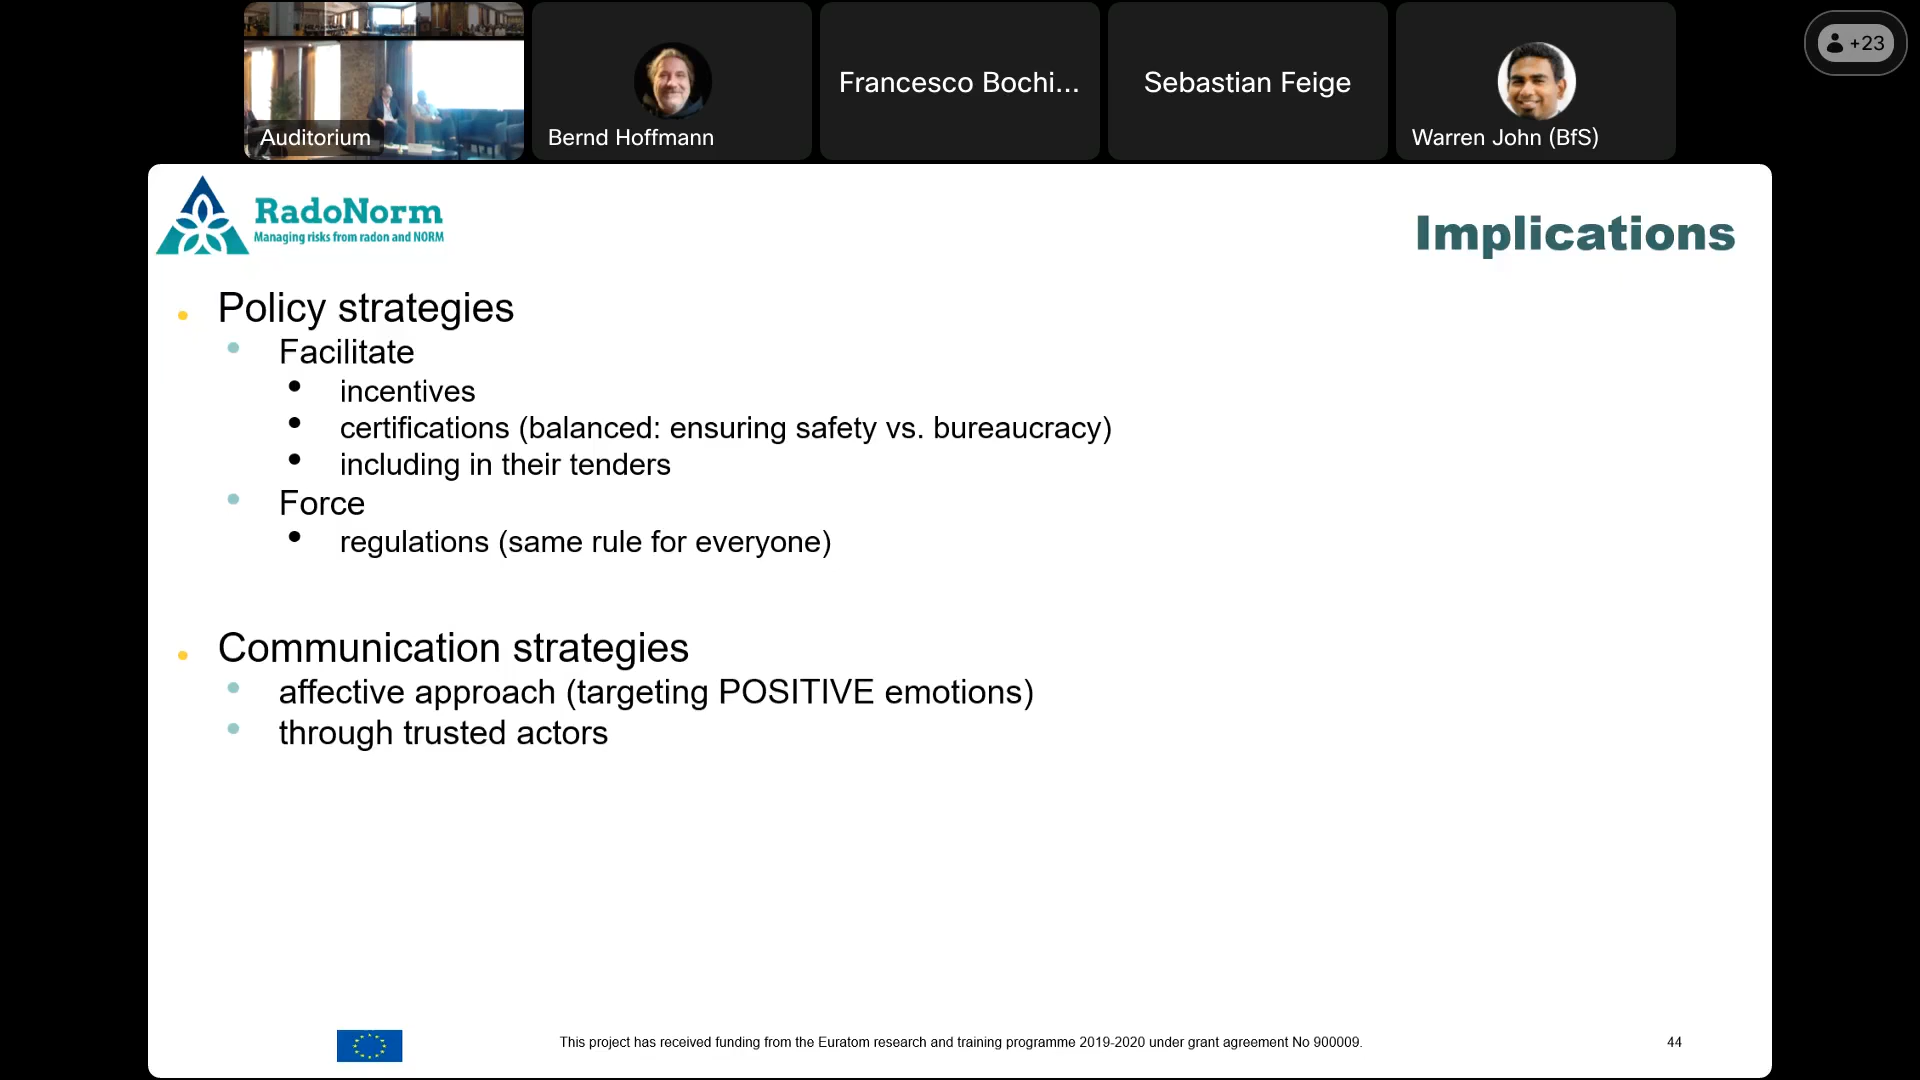 Auditorium
Bernd Hoffmann
Francesco Bochi...
Sebastian Feige
Warren John (BfS)
+23
RadoNorm
Managing risks from radon and NORM
Implications
Policy strategies
Facilitate
incentives
certifications (balanced: ensuring safety vs. bureaucracy)
including in their tenders
Force
regulations (same rule for everyone)
Communication strategies
affective approach (targeting POSITIVE emotions)
through trusted actors
This project has received funding from the Euratom research and training programme 2019-2020 under grant agreement No 900009.
44